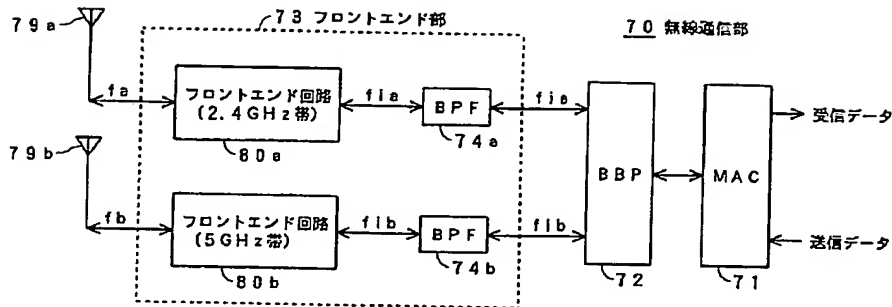 73 フロントエンド部
70 無線通信部
79a
fa
フロントエンド回路
(2.4GHz帯)
80a
fia
BPF
74a
fia
79b
fb
フロントエンド回路
(5GHz帯)
80b
fib
BPF
74b
fib
BBP
72
MAC
71
受信データ
送信データ